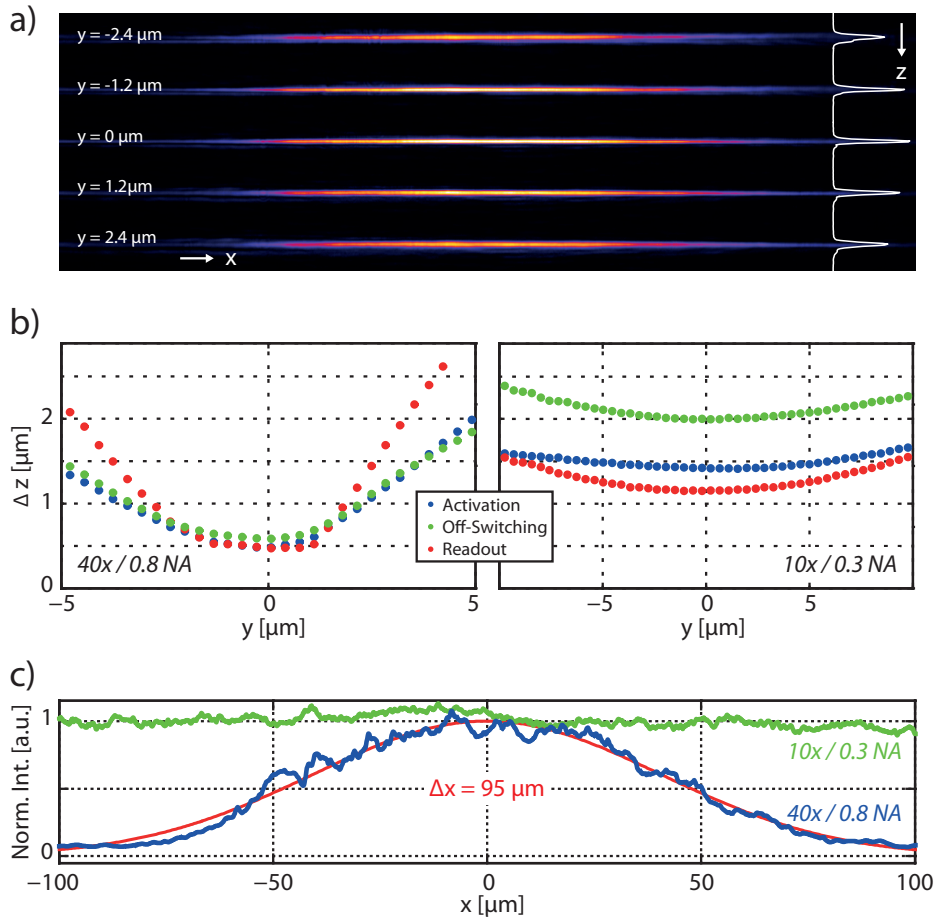 a)
y = -2.4 µm
y = -1.2 µm
y = 0 µm
y = 1.2µm
y = 2.4 µm
x
z
b)
Δ z [µm]
2
1
0
−5
0
5
y [µm]
40x / 0.8 NA
Activation
Off-Switching
Readout
10x / 0.3 NA
−5
0
5
y [µm]
c)
Norm. Int. [a.u.]
1
0
Δx = 95 µm
10x / 0.3 NA
40x / 0.8 NA
−100
−50
0
50
100
x [µm]